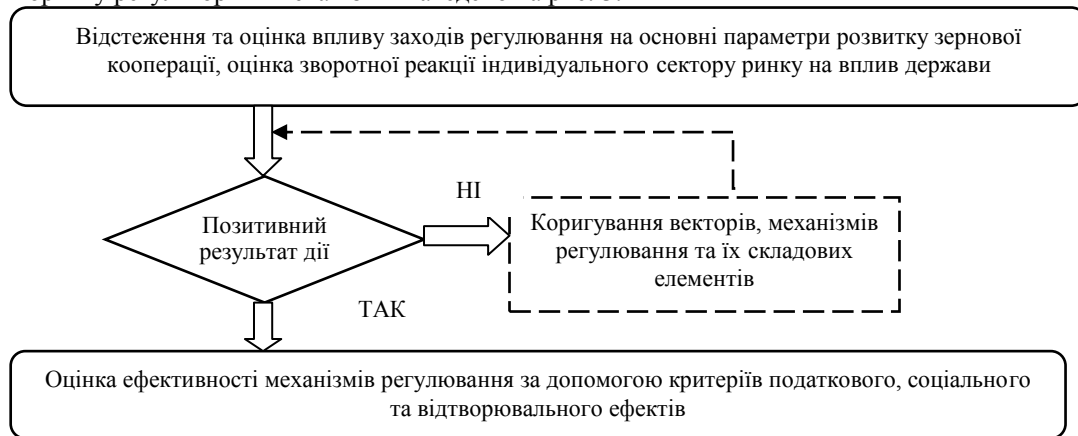 Відстеження та оцінка впливу заходів регулювання на основні параметри розвитку зернової
кооперації, оцінка зворотної реакції індивідуального сектору ринку на вплив держави
НІ
Позитивний
результат дії
Коригування векторів, механізмів
регулювання та їх складових
елементів
ТАК
Оцінка ефективності механізмів регулювання за допомогою критеріїв податкового, соціального
та відтворювального ефектів